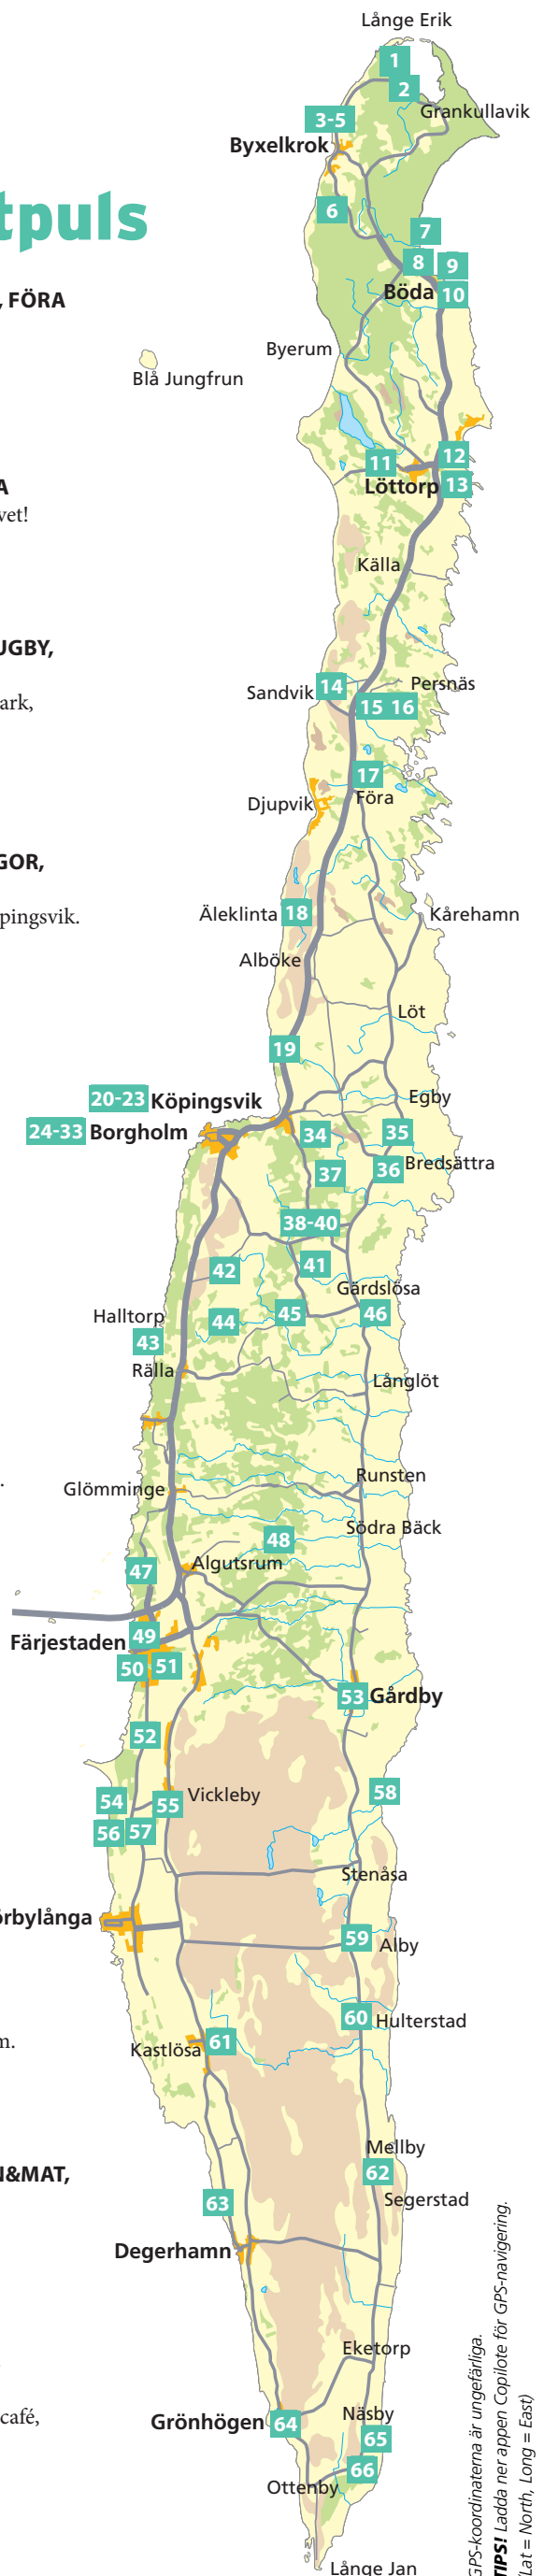 tpuls
, FÖRA
A
vet!
UGBY,
ark,
GOR,
pingsvik.
.
m.
N&MAT,
café,
Långe Erik
1
2
Grankullavik
3-5
Byxelkrok
6
7
8 9
Böda 10
Byerum
Blå Jungfrun
12
11
Löttorp 13
Källa
Persnäs
Sandvik 14
15 16
17
Djupvik Föra
Äleklinta 18 Kårehamn
Alböke
Löt
19
Egby
20-23 Köpingsvik
24-33 Borgholm
34 35
36 Bredsättra
37
38-40
41
42
Gärdslösa
Halltorp
45 46
44
43
Rälla
Långlöt
Runsten
Glömminge
Södra Bäck
48
Algutsrum
47
49
Färjestaden
50 51
53 Gårdby
52
58
Vickleby
54 55
56 57
Stenåsa
örbylånga
59 Alby
60 Hulterstad
61
Kastlösa
Mellby
62
Segerstad
63
Degerhamn
Eketorp
Näsby
Grönhögen 64
65
66
Ottenby
Långe Jan
GPS-koordinaterna är ungefärliga.
TIPS! Ladda ner appen Copilote för GPS-navigering.
(Lat = North, Long = East)